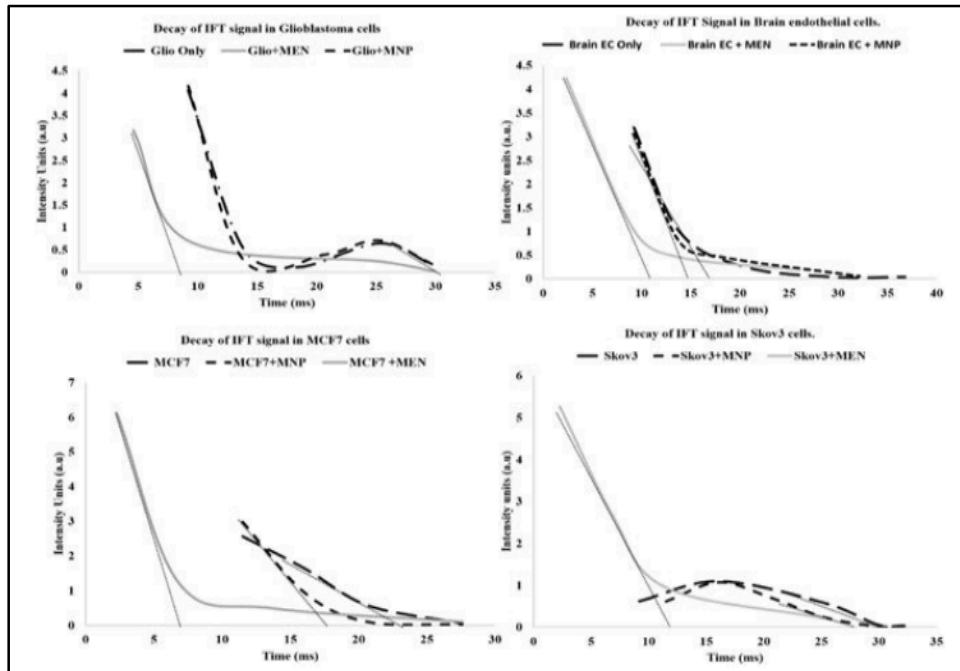 Decay of IFT signal in Glioblastoma cells
Glio Only Glio+MEN Glio+MNP
Intensity Units (a.u)
4.5
4
3.5
3
2.5
2
1.5
1
0.5
0
0 5 10 15 20 25 30 35
Time (ms)
Decay of IFT Signal in Brain endothelial cells.
Brain EC Only Brain EC + MEN Brain EC + MNP
Intensity units (a.u.)
4.5
4
3.5
3
2.5
2
1.5
1
0.5
0
0 5 10 15 20 25 30 35 40
Time (ms)
Decay of IFT signal in MCF7 cells
MCF7 MCF7+MNP MCF7 +MEN
Intensity Units (a.u)
7
6
5
4
3
2
1
0
0 5 10 15 20 25 30
Time (ms)
Decay of IFT signal in Skov3 cells.
Skov3 Skov3+MNP Skov3+MEN
Intensity units (a.u)
6
5
4
3
2
1
0
0 5 10 15 20 25 30 35
Time (ms)